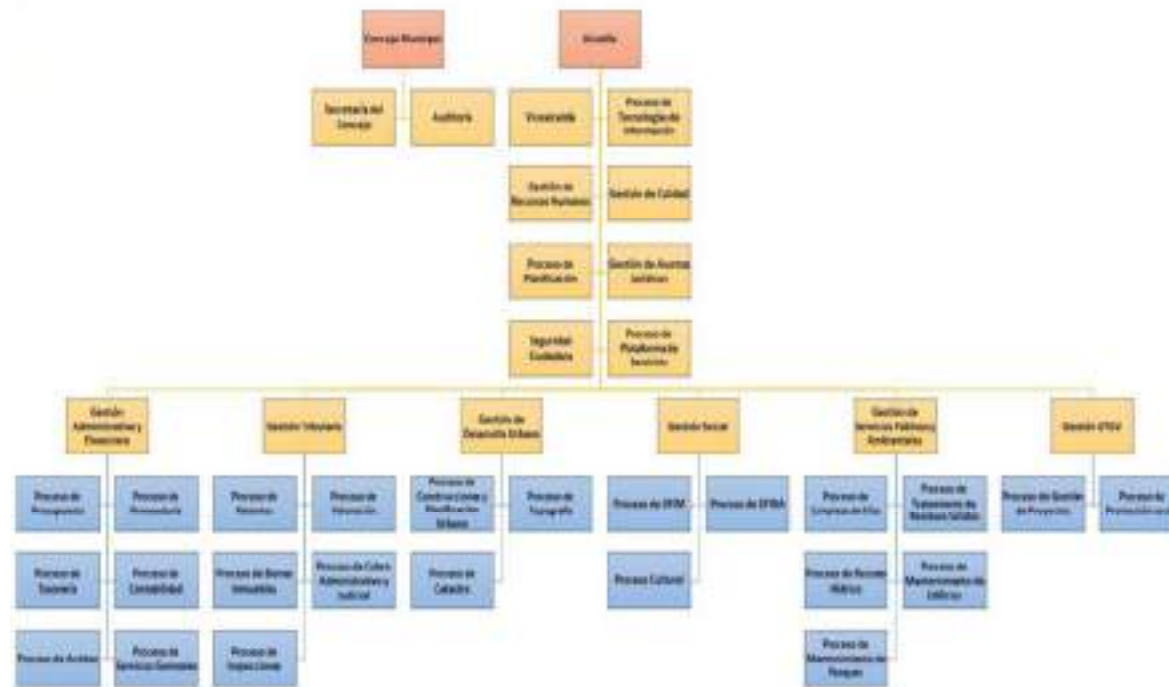 Concejo Municipal
Alcaldía
Secretaría del
Concejo
Auditoría
Vicealcaldía
Proceso de
Tecnología de
Información
Gestión de
Recursos Humanos
Gestión de Calidad
Proceso de
Planificación
Gestión de Asuntos
Jurídicos
Seguridad
Ciudadana
Proceso de
Plataforma de
Servicios
Gestión
Administrativa y
Financiera
Gestión Tributaria
Gestión de
Desarrollo Urbano
Gestión Social
Gestión de
Servicios Públicos y
Ambientales
Gestión
Proceso de
Presupuesto
Proceso de
Proveeduría
Proceso de
Patentes
Proceso de
Valoración
Proceso de
Construcciones y
Planificación
Urbana
Proceso de
Topografía
Proceso de
Proceso de
Proceso de
Limpieza de Vías
Proceso de
Tratamiento de
Residuos Sólidos
Proceso de Gestión
de Proyectos
Proceso de
Proceso de
Tesorería
Proceso de
Contabilidad
Proceso de Bienes
Inmuebles
Proceso de Cobro
Administrativo y
Judicial
Proceso de
Catastro
Proceso Cultural
Proceso de Recurso
Hídrico
Proceso de
Mantenimiento de
Edificios
Proceso de Archivo
Proceso de
Servicios Generales
Proceso de
Inspecciones
Proceso de
Mantenimiento de
Parques